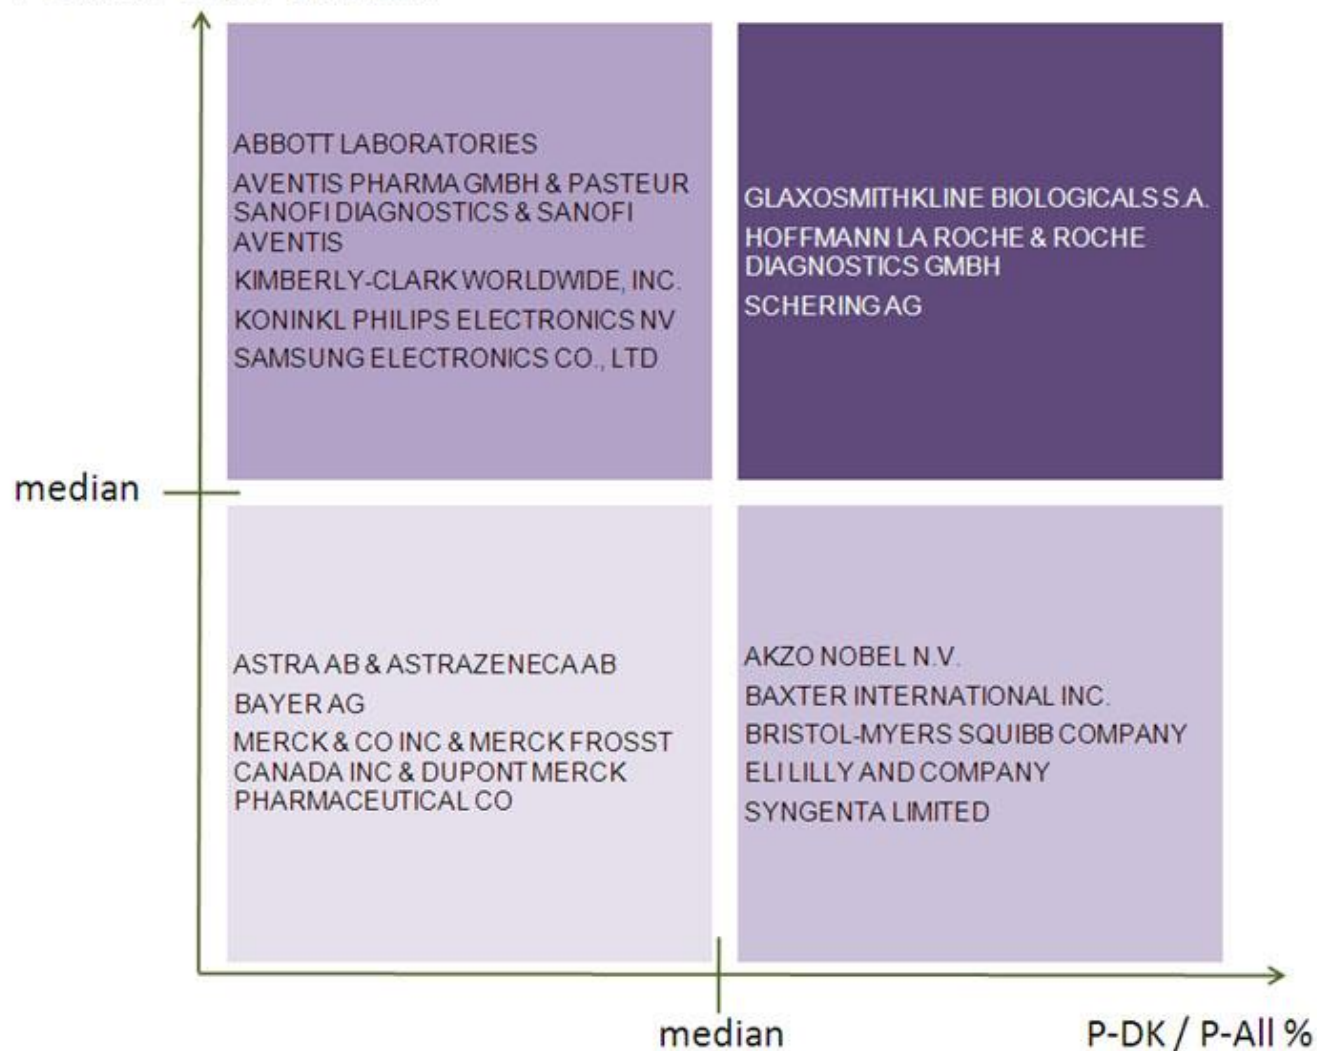 ABBOTT LABORATORIES
AVENTIS PHARMA GMBH & PASTEUR
SANOFI DIAGNOSTICS & SANOFI
AVENTIS
KIMBERLY-CLARK WORLDWIDE, INC.
KONINKL PHILIPS ELECTRONICS NV
SAMSUNG ELECTRONICS CO., LTD
GLAXOSMITHKLINE BIOLOGICALS S.A.
HOFFMANN LA ROCHE & ROCHE
DIAGNOSTICS GMBH
SCHERING AG
median
ASTRA AB & ASTRAZENECA AB
BAYER AG
MERCK & CO INC & MERCK FROSST
CANADA INC & DUPONT MERCK
PHARMACEUTICAL CO
AKZO NOBEL N.V.
BAXTER INTERNATIONAL INC.
BRISTOL-MYERS SQUIBB COMPANY
ELI LILLY AND COMPANY
SYNGENTA LIMITED
median
P-DK / P-All %